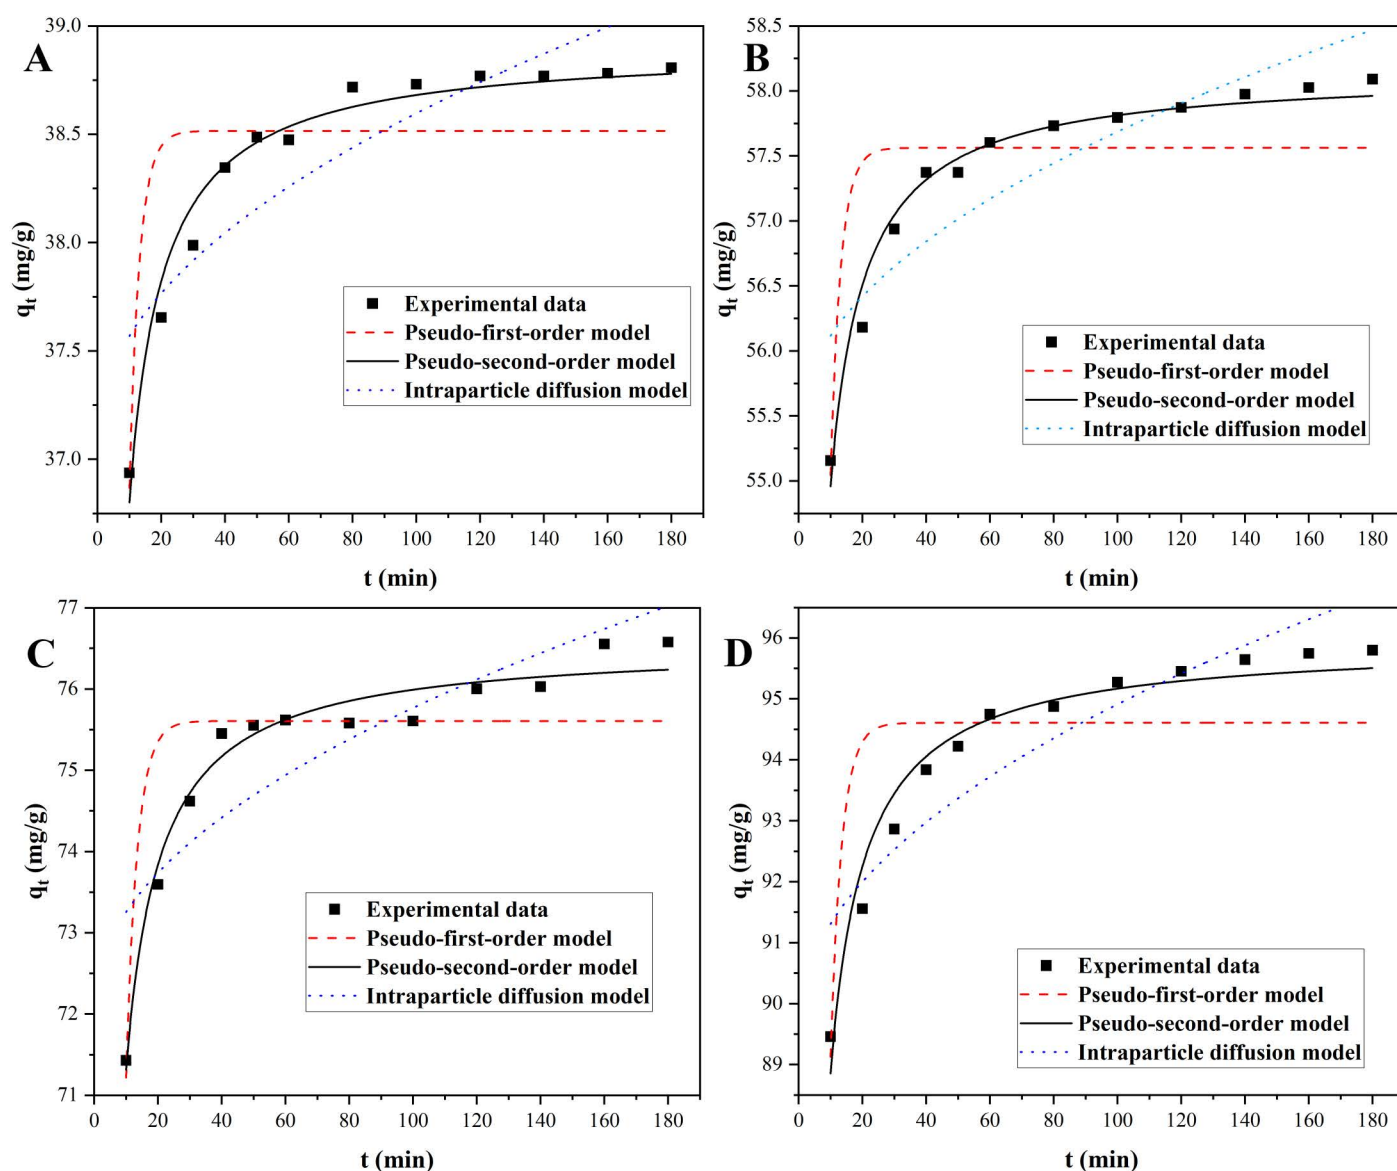 A
39.0
38.5
38.0
37.5
37.0
q_t (mg/g)
Experimental data
Pseudo-first-order model
Pseudo-second-order model
Intraparticle diffusion model
0 20 40 60 80 100 120 140 160 180
t (min)
B
58.5
58.0
57.5
57.0
56.5
56.0
55.5
55.0
q_t (mg/g)
Experimental data
Pseudo-first-order model
Pseudo-second-order model
Intraparticle diffusion model
0 20 40 60 80 100 120 140 160 180
t (min)
C
77
76
75
74
73
72
71
q_t (mg/g)
Experimental data
Pseudo-first-order model
Pseudo-second-order model
Intraparticle diffusion model
0 20 40 60 80 100 120 140 160 180
t (min)
D
96
95
94
93
92
91
90
89
q_t (mg/g)
Experimental data
Pseudo-first-order model
Pseudo-second-order model
Intraparticle diffusion model
0 20 40 60 80 100 120 140 160 180
t (min)